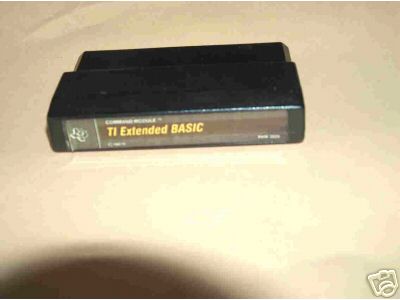 COMMAND MODULE™
TI Extended BASIC